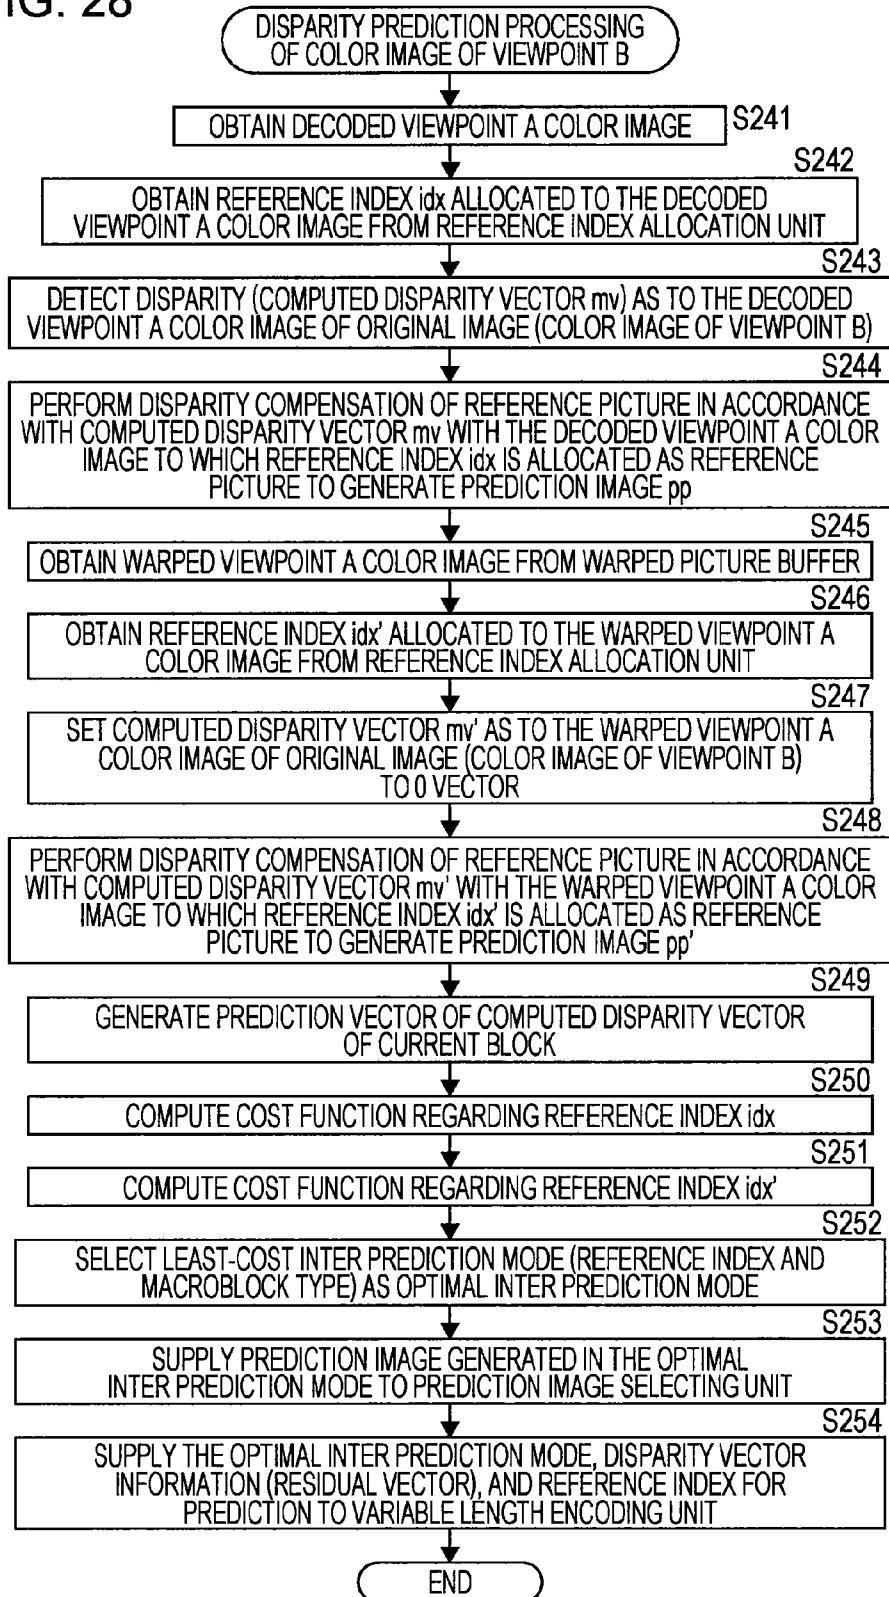 FIG. 28
DISPARITY PREDICTION PROCESSING
OF COLOR IMAGE OF VIEWPOINT B
OBTAIN DECODED VIEWPOINT A COLOR IMAGE
S241
S242
OBTAIN REFERENCE INDEX idx ALLOCATED TO THE DECODED
VIEWPOINT A COLOR IMAGE FROM REFERENCE INDEX ALLOCATION UNIT
S243
DETECT DISPARITY (COMPUTED DISPARITY VECTOR mv) AS TO THE DECODED
VIEWPOINT A COLOR IMAGE OF ORIGINAL IMAGE (COLOR IMAGE OF VIEWPOINT B)
S244
PERFORM DISPARITY COMPENSATION OF REFERENCE PICTURE IN ACCORDANCE
WITH COMPUTED DISPARITY VECTOR mv WITH THE DECODED VIEWPOINT A COLOR
IMAGE TO WHICH REFERENCE INDEX idx IS ALLOCATED AS REFERENCE
PICTURE TO GENERATE PREDICTION IMAGE pp
S245
OBTAIN WARPED VIEWPOINT A COLOR IMAGE FROM WARPED PICTURE BUFFER
S246
OBTAIN REFERENCE INDEX idx' ALLOCATED TO THE WARPED VIEWPOINT A
COLOR IMAGE FROM REFERENCE INDEX ALLOCATION UNIT
S247
SET COMPUTED DISPARITY VECTOR mv' AS TO THE WARPED VIEWPOINT A
COLOR IMAGE OF ORIGINAL IMAGE (COLOR IMAGE OF VIEWPOINT B)
TO 0 VECTOR
S248
PERFORM DISPARITY COMPENSATION OF REFERENCE PICTURE IN ACCORDANCE
WITH COMPUTED DISPARITY VECTOR mv' WITH THE WARPED VIEWPOINT A COLOR
IMAGE TO WHICH REFERENCE INDEX idx' IS ALLOCATED AS REFERENCE
PICTURE TO GENERATE PREDICTION IMAGE pp'
S249
GENERATE PREDICTION VECTOR OF COMPUTED DISPARITY VECTOR
OF CURRENT BLOCK
S250
COMPUTE COST FUNCTION REGARDING REFERENCE INDEX idx
S251
COMPUTE COST FUNCTION REGARDING REFERENCE INDEX idx'
S252
SELECT LEAST-COST INTER PREDICTION MODE (REFERENCE INDEX AND
MACROBLOCK TYPE) AS OPTIMAL INTER PREDICTION MODE
S253
SUPPLY PREDICTION IMAGE GENERATED IN THE OPTIMAL
INTER PREDICTION MODE TO PREDICTION IMAGE SELECTING UNIT
S254
SUPPLY THE OPTIMAL INTER PREDICTION MODE, DISPARITY VECTOR
INFORMATION (RESIDUAL VECTOR), AND REFERENCE INDEX FOR
PREDICTION TO VARIABLE LENGTH ENCODING UNIT
END